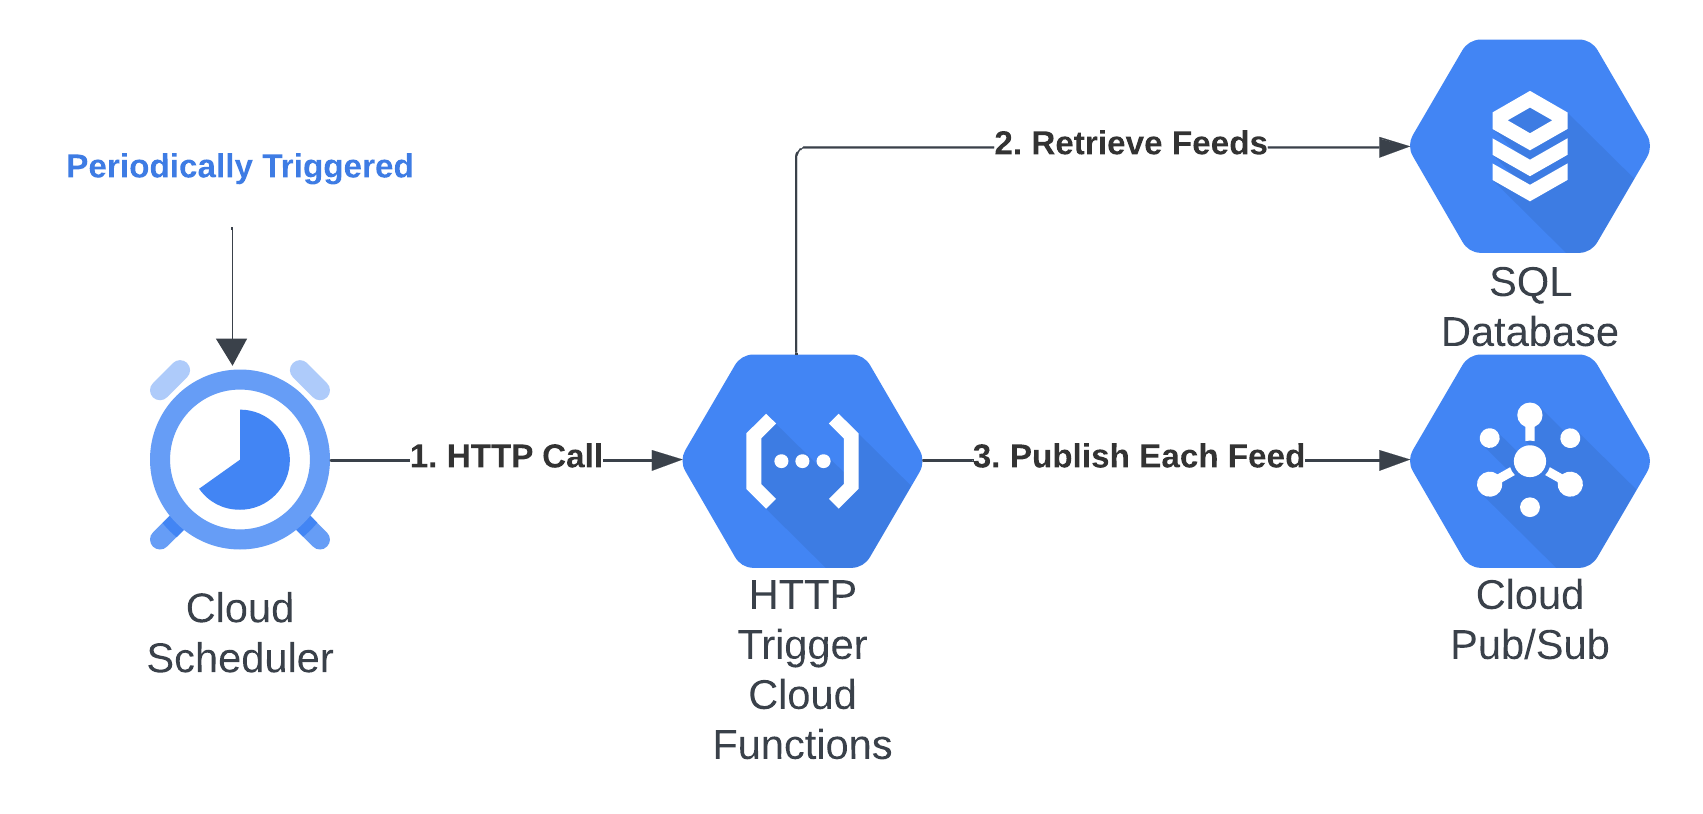 Periodically Triggered
1. HTTP Call
2. Retrieve Feeds
3. Publish Each Feed
SQL
Database
Cloud
Scheduler
HTTP
Trigger
Cloud
Functions
Cloud
Pub/Sub